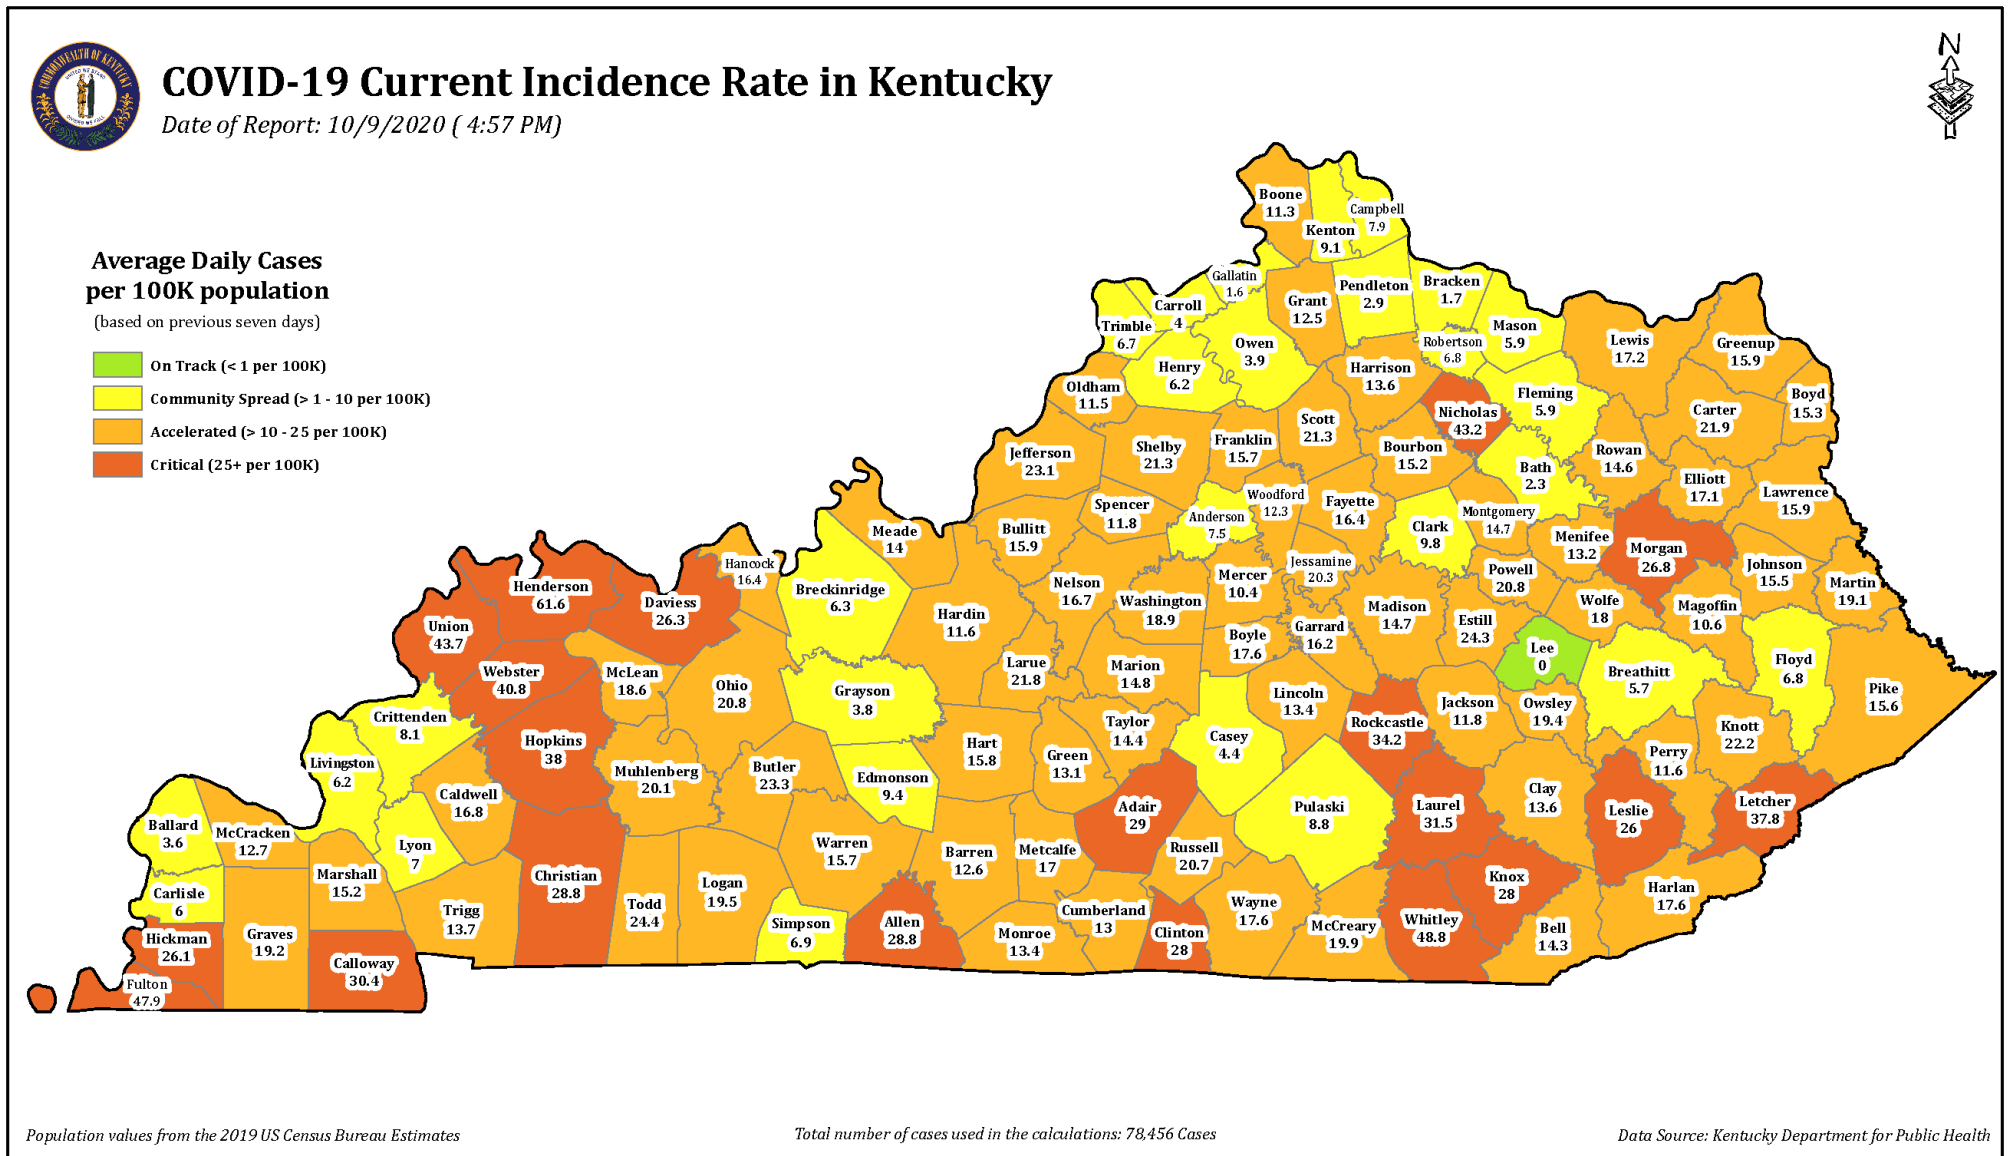 COMMONWEALTH OF KENTUCKY
UNITED WE STAND
DIVIDED WE FALL
COVID-19 Current Incidence Rate in Kentucky
Date of Report: 10/9/2020 ( 4:57 PM)
N
Average Daily Cases
per 100K population
(based on previous seven days)
On Track (< 1 per 100K)
Community Spread (> 1 - 10 per 100K)
Accelerated (> 10 - 25 per 100K)
Critical (25+ per 100K)
Boone
11.3
Kenton
9.1
Campbell
7.9
Gallatin
1.6
Carroll
4
Trimble
6.7
Grant
12.5
Pendleton
2.9
Bracken
1.7
Mason
5.9
Robertson
6.8
Owen
3.9
Henry
6.2
Oldham
11.5
Harrison
13.6
Lewis
17.2
Greenup
15.9
Boyd
15.3
Carter
21.9
Fleming
5.9
Nicholas
43.2
Scott
21.3
Franklin
15.7
Shelby
21.3
Jefferson
23.1
Bourbon
15.2
Bath
2.3
Rowan
14.6
Elliott
17.1
Lawrence
15.9
Spencer
11.8
Anderson
7.5
Woodford
12.3
Fayette
16.4
Clark
9.8
Montgomery
14.7
Menifee
13.2
Morgan
26.8
Johnson
15.5
Martin
19.1
Meade
14
Bullitt
15.9
Nelson
16.7
Washington
18.9
Mercer
10.4
Jessamine
20.3
Madison
14.7
Powell
20.8
Estill
24.3
Wolfe
18
Magoffin
10.6
Hancock
16.4
Breckinridge
6.3
Hardin
11.6
Henderson
61.6
Daviess
26.3
Union
43.7
Webster
40.8
McLean
18.6
Ohio
20.8
Grayson
3.8
Larue
21.8
Marion
14.8
Boyle
17.6
Garrard
16.2
Lincoln
13.4
Rockcastle
34.2
Jackson
11.8
Lee
0
Owsley
19.4
Breathitt
5.7
Floyd
6.8
Pike
15.6
Knott
22.2
Perry
11.6
Crittenden
8.1
Livingston
6.2
Hopkins
38
Muhlenberg
20.1
Butler
23.3
Edmonson
9.4
Hart
15.8
Green
13.1
Taylor
14.4
Casey
4.4
Adair
29
Pulaski
8.8
Laurel
31.5
Clay
13.6
Leslie
26
Letcher
37.8
Ballard
3.6
McCracken
12.7
Caldwell
16.8
Lyon
7
Marshall
15.2
Carlisle
6
Hickman
26.1
Graves
19.2
Fulton
47.9
Calloway
30.4
Trigg
13.7
Christian
28.8
Todd
24.4
Logan
19.5
Warren
15.7
Simpson
6.9
Allen
28.8
Barren
12.6
Metcalfe
17
Monroe
13.4
Cumberland
13
Russell
20.7
Clinton
28
Wayne
17.6
McCreary
19.9
Whitley
48.8
Knox
28
Bell
14.3
Harlan
17.6
Population values from the 2019 US Census Bureau Estimates
Total number of cases used in the calculations: 78,456 Cases
Data Source: Kentucky Department for Public Health